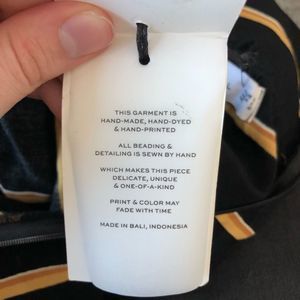 THIS GARMENT IS
HAND-MADE, HAND-DYED
& HAND-PRINTED
ALL BEADING &
DETAILING IS SEWN BY HAND
WHICH MAKES THIS PIECE
DELICATE, UNIQUE
& ONE-OF-A-KIND
PRINT & COLOR MAY
FADE WITH TIME
MADE IN BALI, INDONESIA